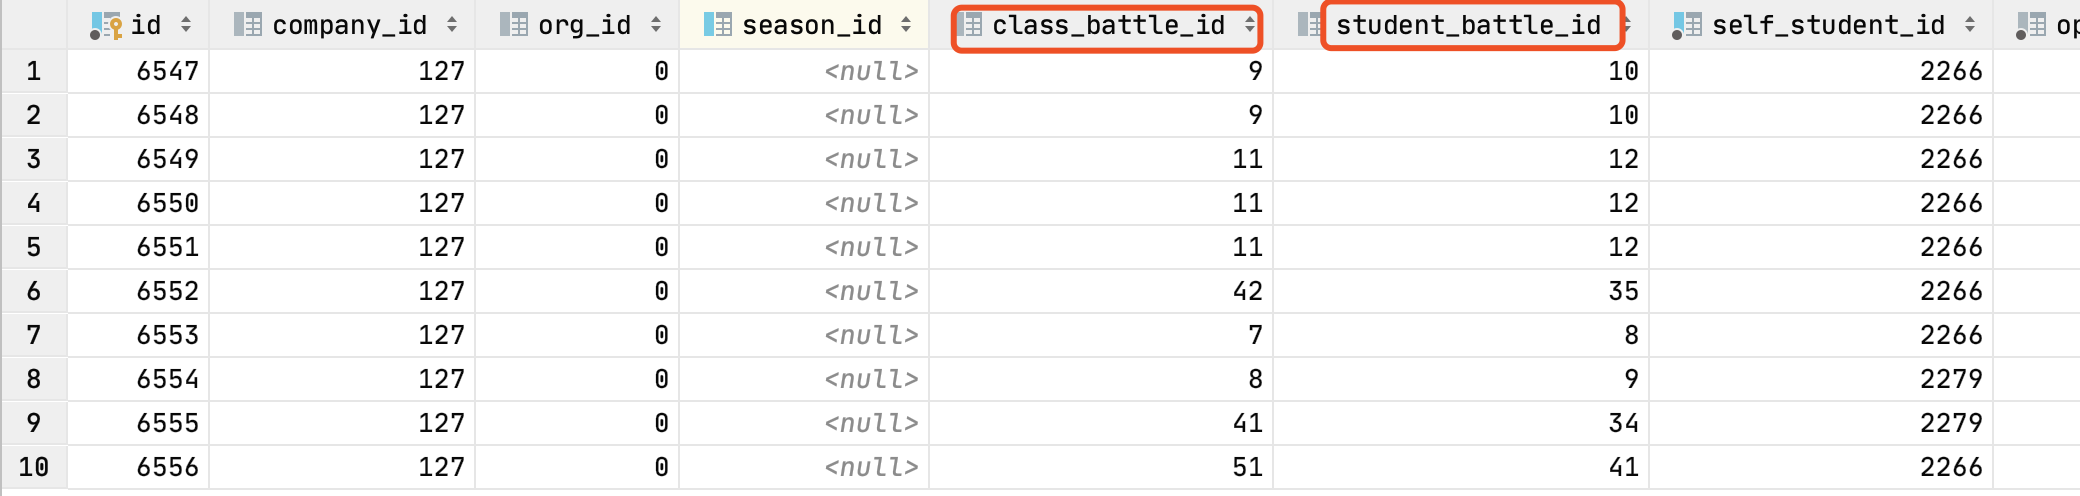 id company_id org_id season_id class_battle_id student_battle_id self_student_id
1 6547 127 0 <null> 9 10 2266
2 6548 127 0 <null> 9 10 2266
3 6549 127 0 <null> 11 12 2266
4 6550 127 0 <null> 11 12 2266
5 6551 127 0 <null> 11 12 2266
6 6552 127 0 <null> 42 35 2266
7 6553 127 0 <null> 7 8 2266
8 6554 127 0 <null> 8 9 2279
9 6555 127 0 <null> 41 34 2279
10 6556 127 0 <null> 51 41 2266